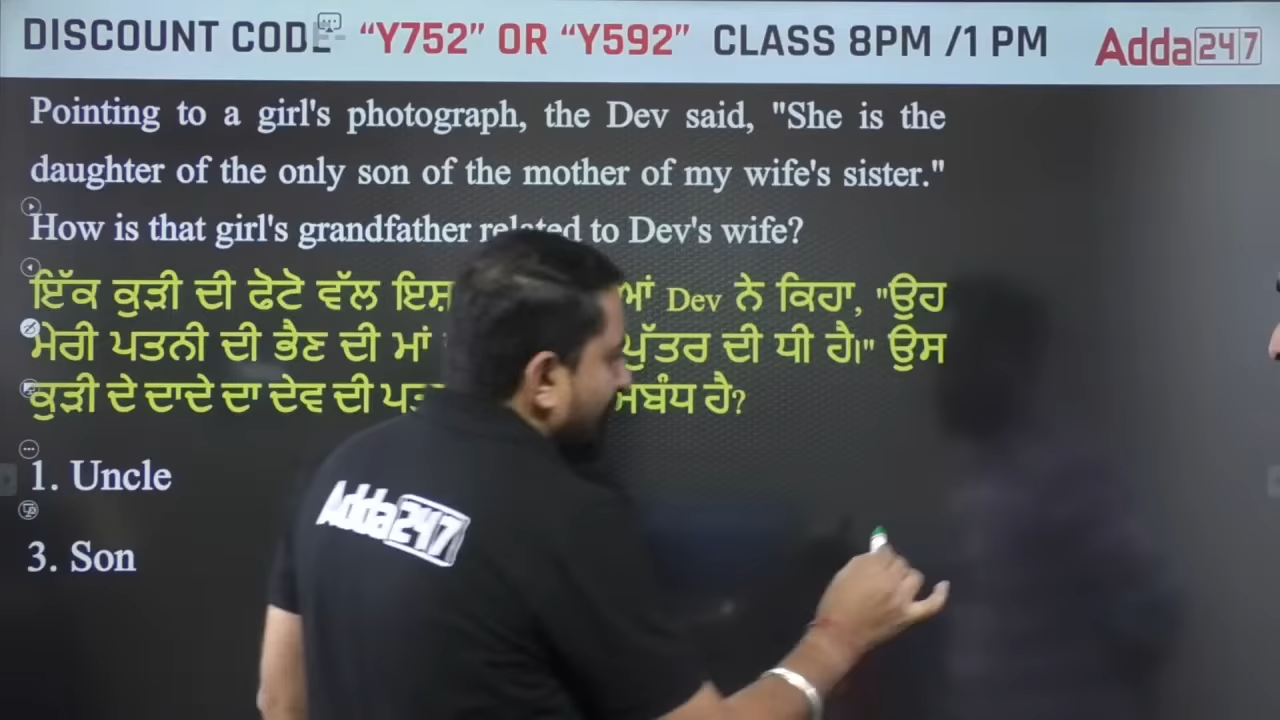 DISCOUNT CODE "Y752" OR "Y592" CLASS 8PM /1 PM Adda247
Pointing to a girl's photograph, the Dev said, "She is the
daughter of the only son of the mother of my wife's sister."
How is that girl's grandfather related to Dev's wife?
ਇੱਕ ਕੁੜੀ ਦੀ ਫੋਟੋ ਵੱਲ Dev ਨੇ ਕਿਹਾ, "ਉਹ
ਮੇਰੀ ਪਤਨੀ ਦੀ ਭੈਣ ਦੀ ਮਾਂ ਪੁੱਤਰ ਦੀ ਧੀ ਹੈ।" ਉਸ
ਕੁੜੀ ਦੇ ਦਾਦੇ ਦਾ ਦੇਵ ਦੀ ਹੈ?
1. Uncle
3. Son
Adda247